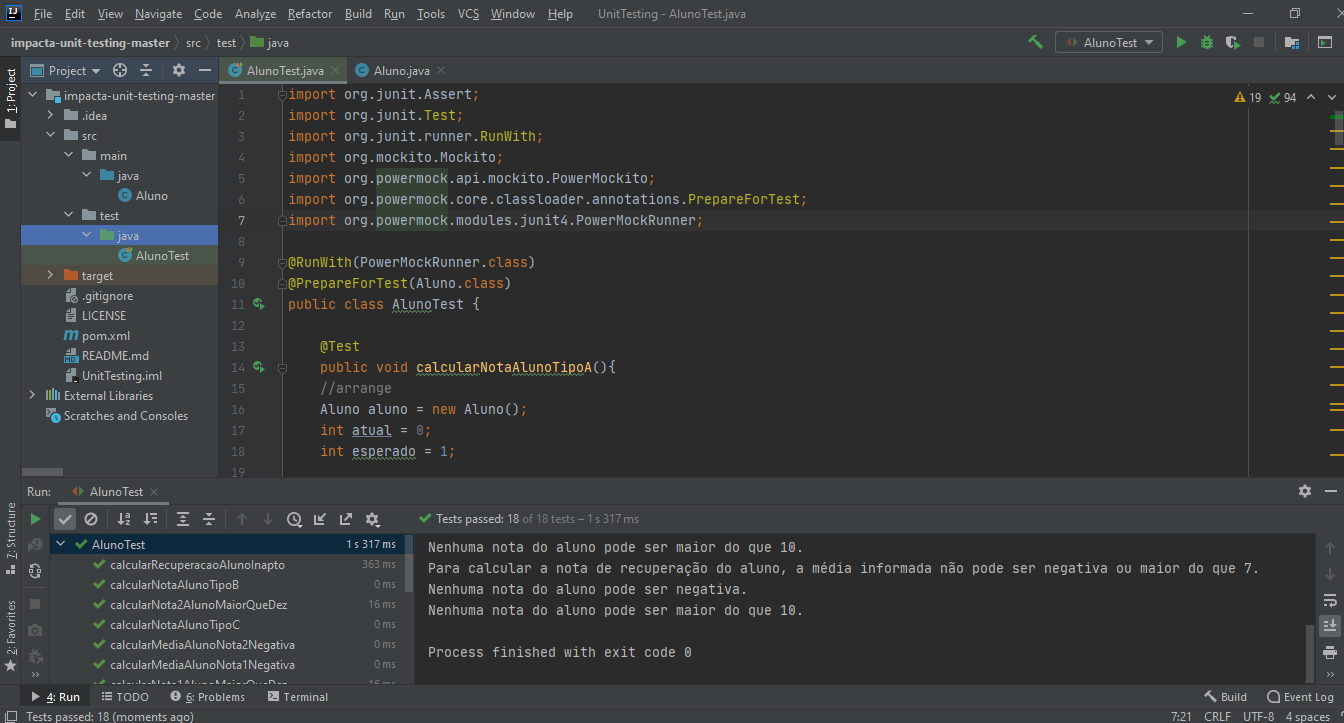 IJ File Edit View Navigate Code Analyze Refactor Build Run Tools VCS Window Help UnitTesting - AlunoTest.java
impacta-unit-testing-master src test java AlunoTest
1: Project
Project
AlunoTest.java
Aluno.java
impacta-unit-testing-master
.idea
src
main
java
Aluno
test
java
AlunoTest
target
.gitignore
LICENSE
pom.xml
README.md
UnitTesting.iml
External Libraries
Scratches and Consoles
19 94
1 import org.junit.Assert;
2 import org.junit.Test;
3 import org.junit.runner.RunWith;
4 import org.mockito.Mockito;
5 import org.powermock.api.mockito.PowerMockito;
6 import org.powermock.core.classloader.annotations.PrepareForTest;
7 import org.powermock.modules.junit4.PowerMockRunner;
8
9 @RunWith(PowerMockRunner.class)
10 @PrepareForTest(Aluno.class)
11 public class AlunoTest {
12
13 @Test
14 public void calcularNotaAlunoTipoA(){
15 //arrange
16 Aluno aluno = new Aluno();
17 int atual = 0;
18 int esperado = 1;
19
Run: AlunoTest
7: Structure
2: Favorites
Tests passed: 18 of 18 tests – 1 s 317 ms
AlunoTest 1 s 317 ms
calcularRecuperacaoAlunoInapto 363 ms
calcularNotaAlunoTipoB 0 ms
calcularNota2AlunoMaiorQueDez 16 ms
calcularNotaAlunoTipoC 0 ms
calcularMediaAlunoNota2Negativa 0 ms
calcularMediaAlunoNota1Negativa 0 ms
calcularNota1AlunoMaiorQueDez 16 ms
Nenhuma nota do aluno pode ser maior do que 10.
Para calcular a nota de recuperação do aluno, a média informada não pode ser negativa ou maior do que 7.
Nenhuma nota do aluno pode ser negativa.
Nenhuma nota do aluno pode ser maior do que 10.
Process finished with exit code 0
4: Run TODO 6: Problems Terminal Build Event Log
Tests passed: 18 (moments ago) 7:21 CRLF UTF-8 4 spaces